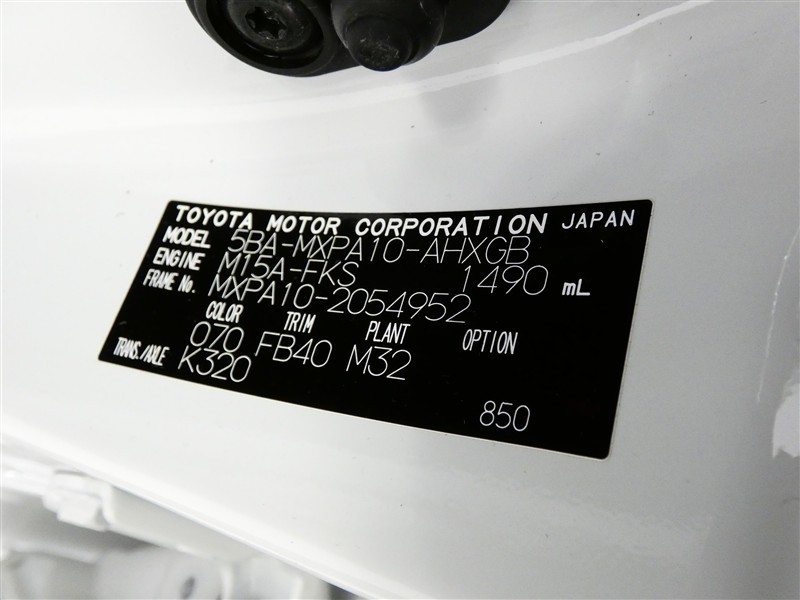 TOYOTA MOTOR CORPORATION JAPAN
MODEL 5BA-MXPA10-AHXGB
ENGINE M15A-FKS 1490 mL
FRAME No. MXPA10-2054952
COLOR TRIM PLANT OPTION
070 FB40 M32
TRANS./AXLE K320
850